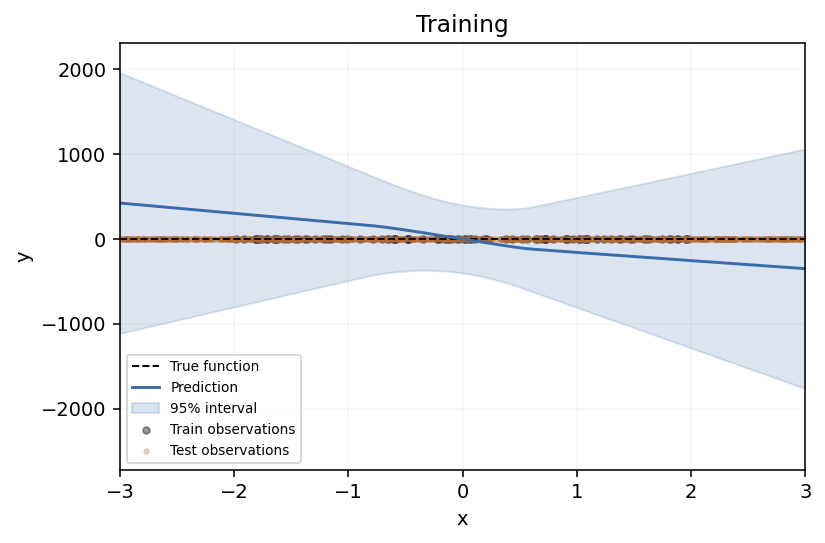 Training
2000
1000
0
−1000
−2000
y
True function
Prediction
95% interval
Train observations
Test observations
−3 −2 −1 0 1 2 3
x